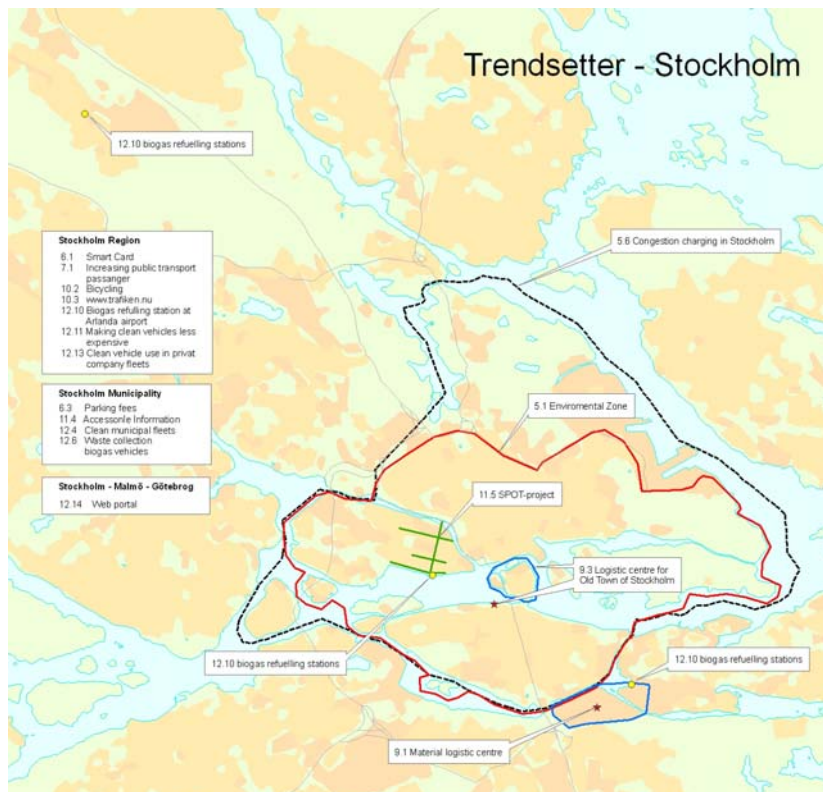 Trendsetter - Stockholm
12.10 biogas refuelling stations
Stockholm Region
6.1 Smart Card
7.1 Increasing public transport
passanger
10.2 Bicycling
10.3 www.trafiken.nu
12.10 Biogas refulling station at
Arlanda airport
12.11 Making clean vehicles less
expensive
12.13 Clean vehicle use in privat
company fleets
5.6 Congestion charging in Stockholm
Stockholm Municipality
6.3 Parking fees
11.4 Accessonle Information
12.4 Clean municipal fleets
12.6 Waste collection
biogas vehicles
5.1 Enviromental Zone
Stockholm - Malmö - Götebrog
12.14 Web portal
11.5 SPOT-project
9.3 Logistic centre for
Old Town of Stockholm
12.10 biogas refuelling stations
12.10 biogas refuelling stations
9.1 Material logistic centre